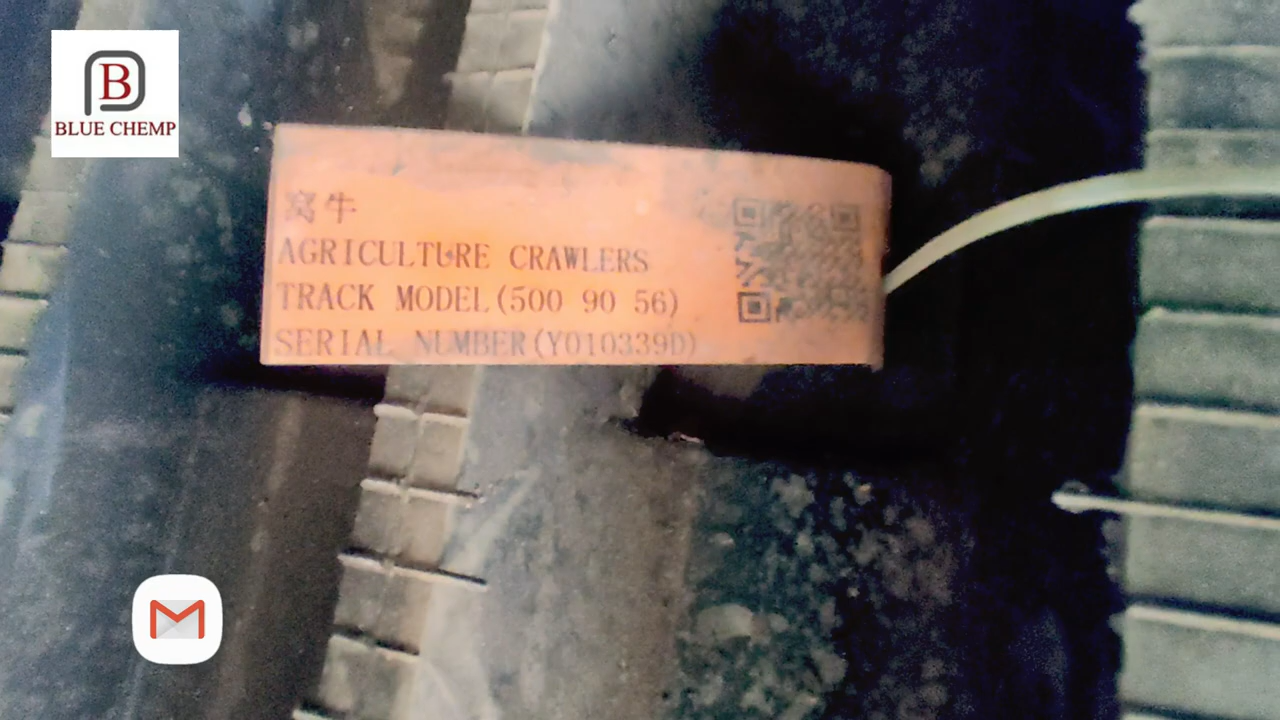 B
BLUE CHEMP
窝牛
AGRICULTURE CRAWLERS
TRACK MODEL(500 90 56)
SERIAL NUMBER(Y010339D)